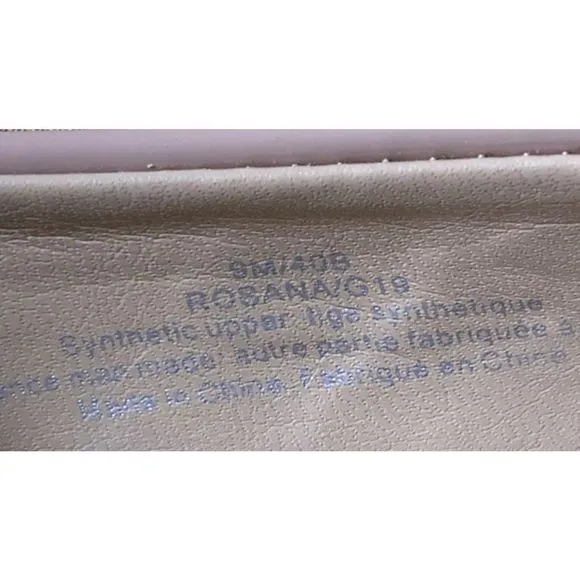 9M/40B
ROSANA/G19
Synthetic upper tige synthétique
ance man made autre partie fabriquée à
Made in China. Fabriqué en Chine